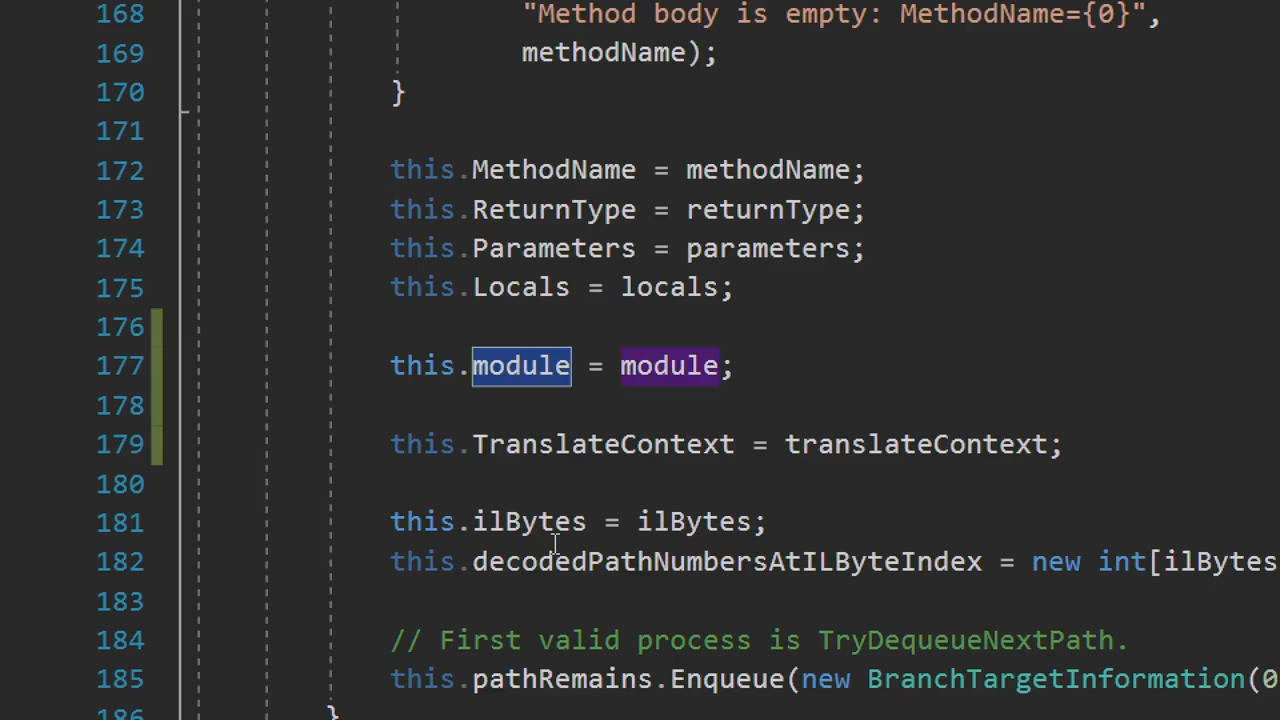 168 "Method body is empty: MethodName={0}",
169 methodName);
170 }
171
172 this.MethodName = methodName;
173 this.ReturnType = returnType;
174 this.Parameters = parameters;
175 this.Locals = locals;
176
177 this.module = module;
178
179 this.TranslateContext = translateContext;
180
181 this.ilBytes = ilBytes;
182 this.decodedPathNumbersAtILByteIndex = new int[ilBytes
183
184 // First valid process is TryDequeueNextPath.
185 this.pathRemains.Enqueue(new BranchTargetInformation(0
186 }